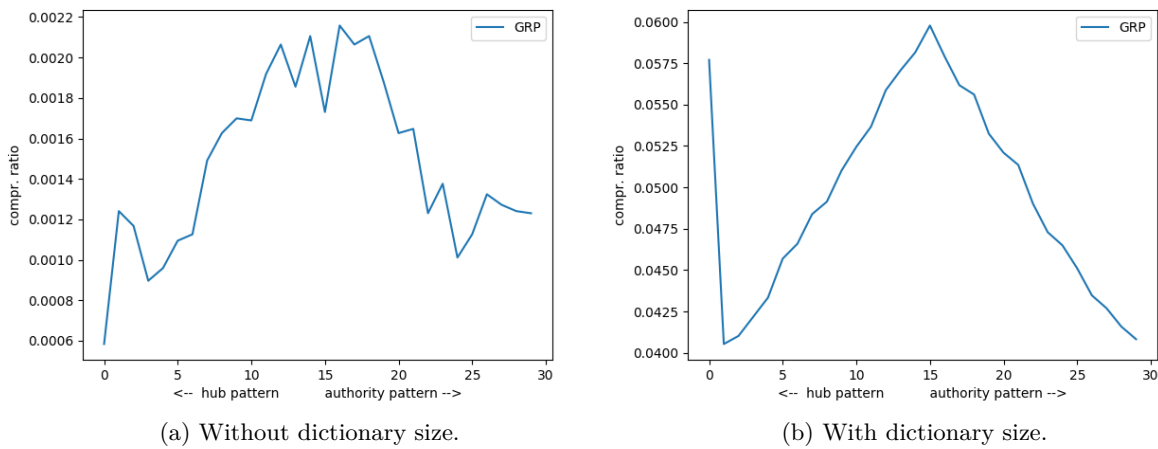 0.0022
0.0020
0.0018
0.0016
0.0014
0.0012
0.0010
0.0008
0.0006
compr. ratio
GRP
0 5 10 15 20 25 30
<-- hub pattern authority pattern -->
(a) Without dictionary size.
0.0600
0.0575
0.0550
0.0525
0.0500
0.0475
0.0450
0.0425
0.0400
compr. ratio
GRP
0 5 10 15 20 25 30
<-- hub pattern authority pattern -->
(b) With dictionary size.